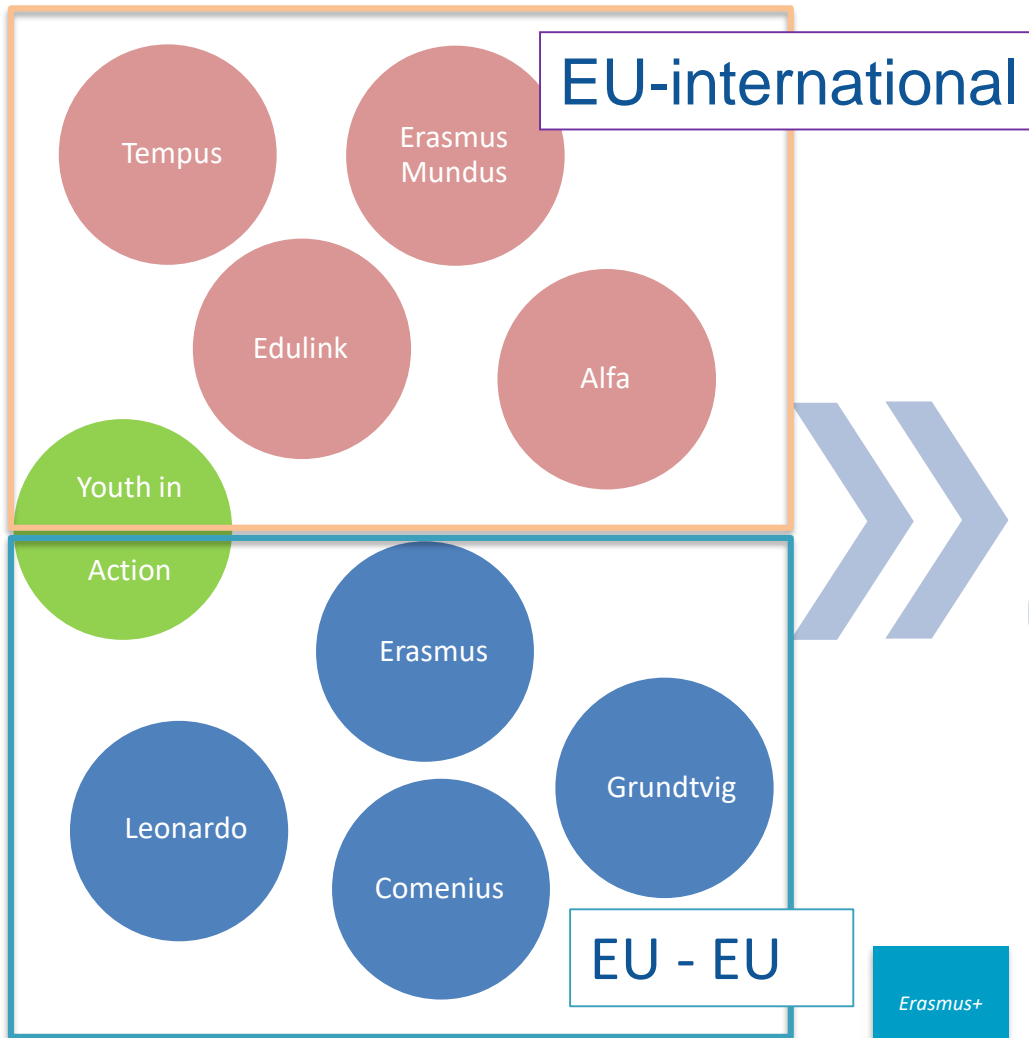 EU-international
Tempus
Erasmus
Mundus
Edulink
Alfa
Youth in
Action
Erasmus
Grundtvig
Leonardo
Comenius
EU - EU
Erasmus+